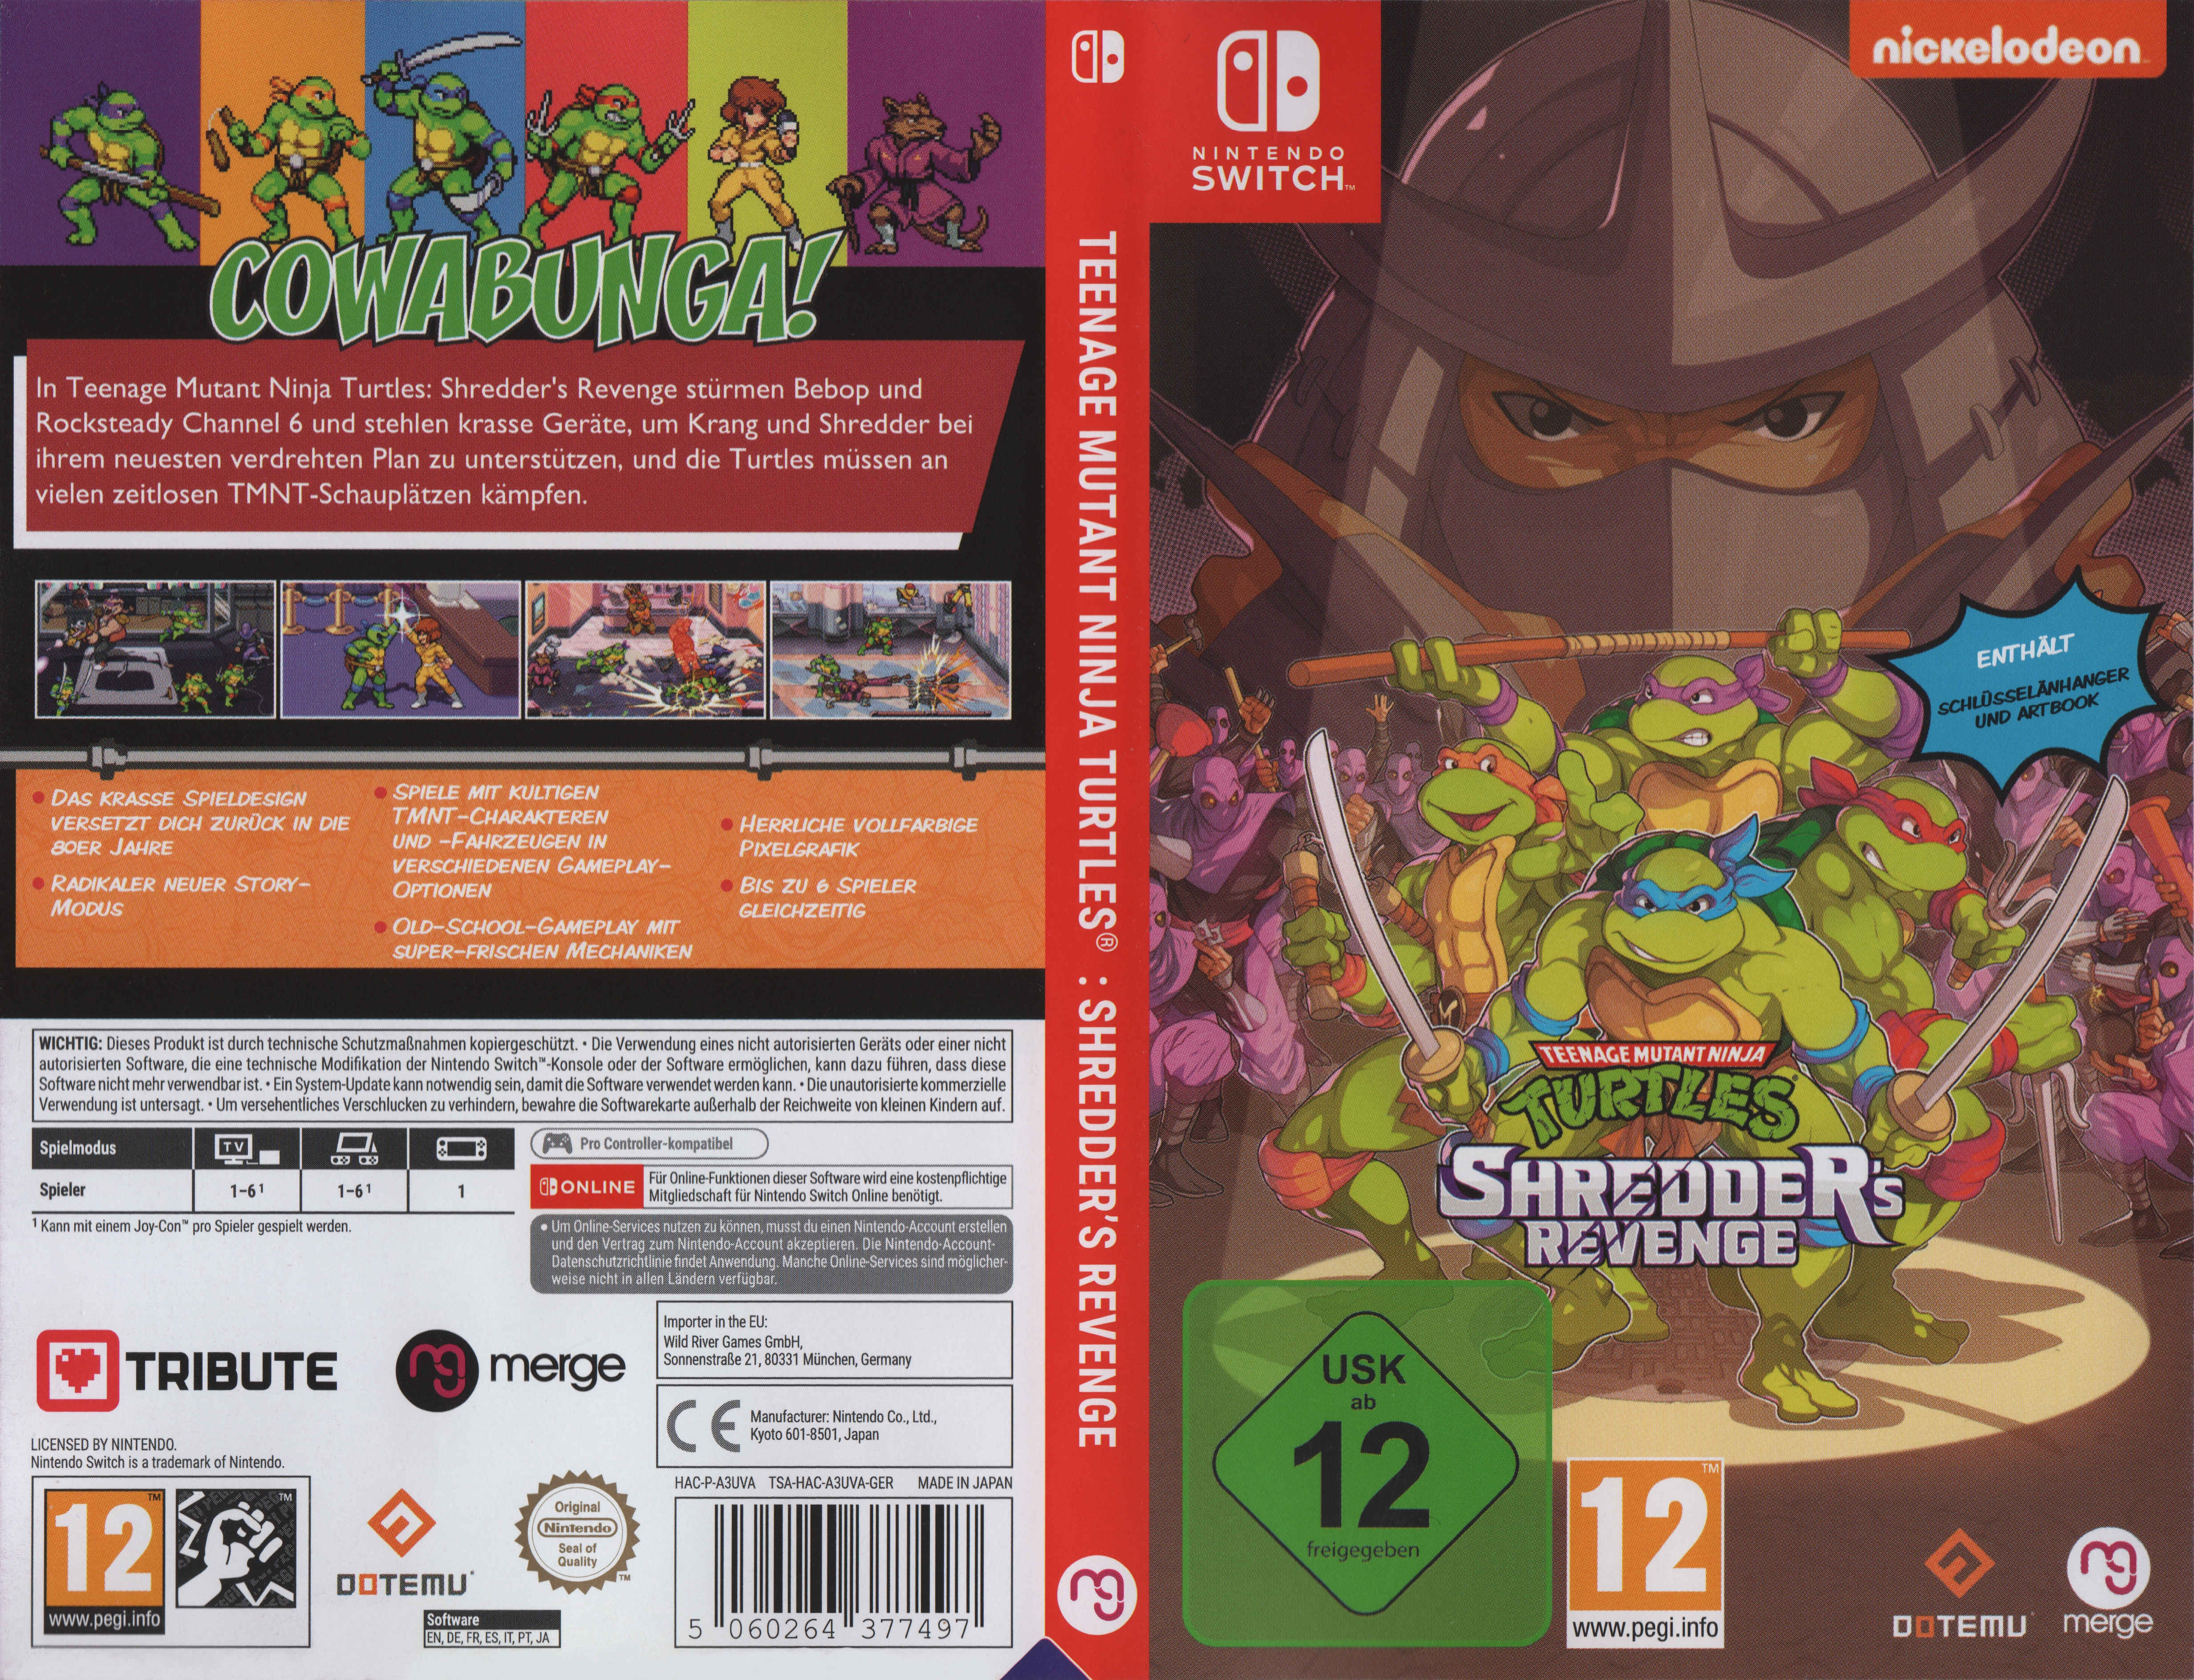 COWABUNGA!
In Teenage Mutant Ninja Turtles: Shredder's Revenge stürmen Bebop und
Rocksteady Channel 6 und stehlen krasse Geräte, um Krang und Shredder bei
ihrem neuesten verdrehten Plan zu unterstützen, und die Turtles müssen an
vielen zeitlosen TMNT-Schauplätzen kämpfen.
• DAS KRASSE SPIELDESIGN
VERSETZT DICH ZURÜCK IN DIE
80ER JAHRE
• RADIKALER NEUER STORY-
MODUS
• SPIELE MIT KULTIGEN
TMNT-CHARAKTEREN
UND -FAHRZEUGEN IN
VERSCHIEDENEN GAMEPLAY-
OPTIONEN
• OLD-SCHOOL-GAMEPLAY MIT
SUPER-FRISCHEN MECHANIKEN
• HERRLICHE VOLLFARBIGE
PIXELGRAFIK
• BIS ZU 6 SPIELER
GLEICHZEITIG
WICHTIG: Dieses Produkt ist durch technische Schutzmaßnahmen kopiergeschützt. • Die Verwendung eines nicht autorisierten Geräts oder einer nicht
autorisierten Software, die eine technische Modifikation der Nintendo Switch™-Konsole oder der Software ermöglichen, kann dazu führen, dass diese
Software nicht mehr verwendbar ist. • Ein System-Update kann notwendig sein, damit die Software verwendet werden kann. • Die unautorisierte kommerzielle
Verwendung ist untersagt. • Um versehentliches Verschlucken zu verhindern, bewahre die Softwarekarte außerhalb der Reichweite von kleinen Kindern auf.
Spielmodus TV
Spieler 1-6¹ 1-6¹ 1
¹ Kann mit einem Joy-Con™ pro Spieler gespielt werden.
Pro Controller-kompatibel
ONLINE
Für Online-Funktionen dieser Software wird eine kostenpflichtige
Mitgliedschaft für Nintendo Switch Online benötigt.
• Um Online-Services nutzen zu können, musst du einen Nintendo-Account erstellen
und den Vertrag zum Nintendo-Account akzeptieren. Die Nintendo-Account-
Datenschutzrichtlinie findet Anwendung. Manche Online-Services sind möglicher-
weise nicht in allen Ländern verfügbar.
TRIBUTE
mg merge
Importer in the EU:
Wild River Games GmbH,
Sonnenstraße 21, 80331 München, Germany
CE
Manufacturer: Nintendo Co., Ltd.,
Kyoto 601-8501, Japan
LICENSED BY NINTENDO.
Nintendo Switch is a trademark of Nintendo.
HAC-P-A3UVA TSA-HAC-A3UVA-GER MADE IN JAPAN
12™
www.pegi.info
™
DOTEMU
Original
Nintendo
Seal of
Quality
™
Software
EN, DE, FR, ES, IT, PT, JA
5 060264 377497
TEENAGE MUTANT NINJA TURTLES® : SHREDDER'S REVENGE
mg
NINTENDO
SWITCH™
nickelodeon™
ENTHÄLT
SCHLÜSSELANHÄNGER
UND ARTBOOK
TEENAGE MUTANT NINJA
TURTLES®
SHREDDER'S
REVENGE
USK
ab
12
freigegeben
12™
www.pegi.info
DOTEMU
mg
merge